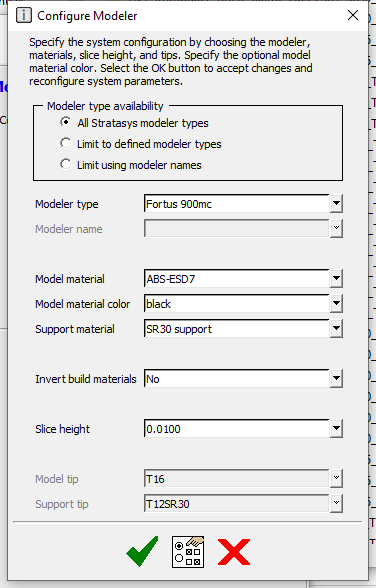 Configure Modeler
Specify the system configuration by choosing the modeler,
materials, slice height, and tips. Specify the optional model
material color. Select the OK button to accept changes and
reconfigure system parameters.
Modeler type availability
All Stratasys modeler types
Limit to defined modeler types
Limit using modeler names
Modeler type Fortus 900mc
Modeler name
Model material ABS-ESD7
Model material color black
Support material SR30 support
Invert build materials No
Slice height 0.0100
Model tip T16
Support tip T12SR30